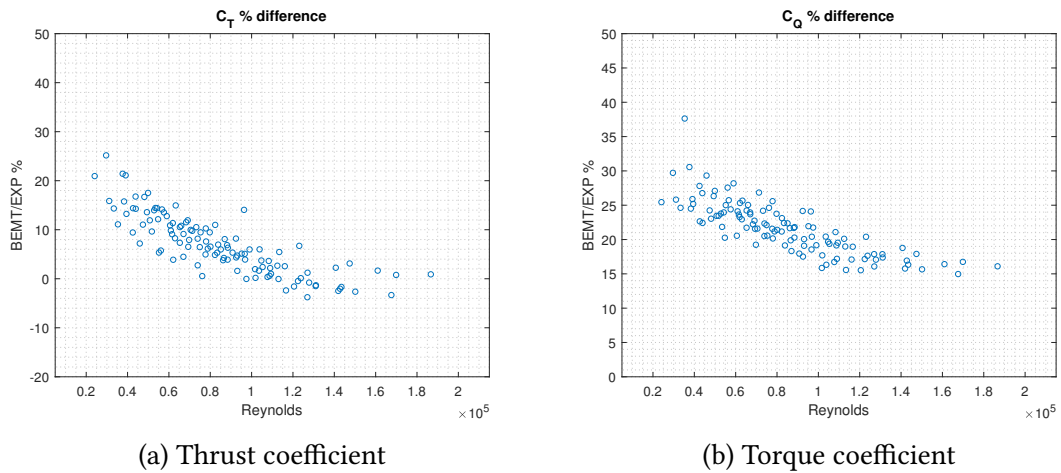 C_T % difference
50
40
30
20
10
0
-10
-20
BEMT/EXP %
0.2 0.4 0.6 0.8 1 1.2 1.4 1.6 1.8 2
Reynolds
×10^5
(a) Thrust coefficient
C_Q % difference
50
45
40
35
30
25
20
15
10
5
0
BEMT/EXP %
0.2 0.4 0.6 0.8 1 1.2 1.4 1.6 1.8 2
Reynolds
×10^5
(b) Torque coefficient